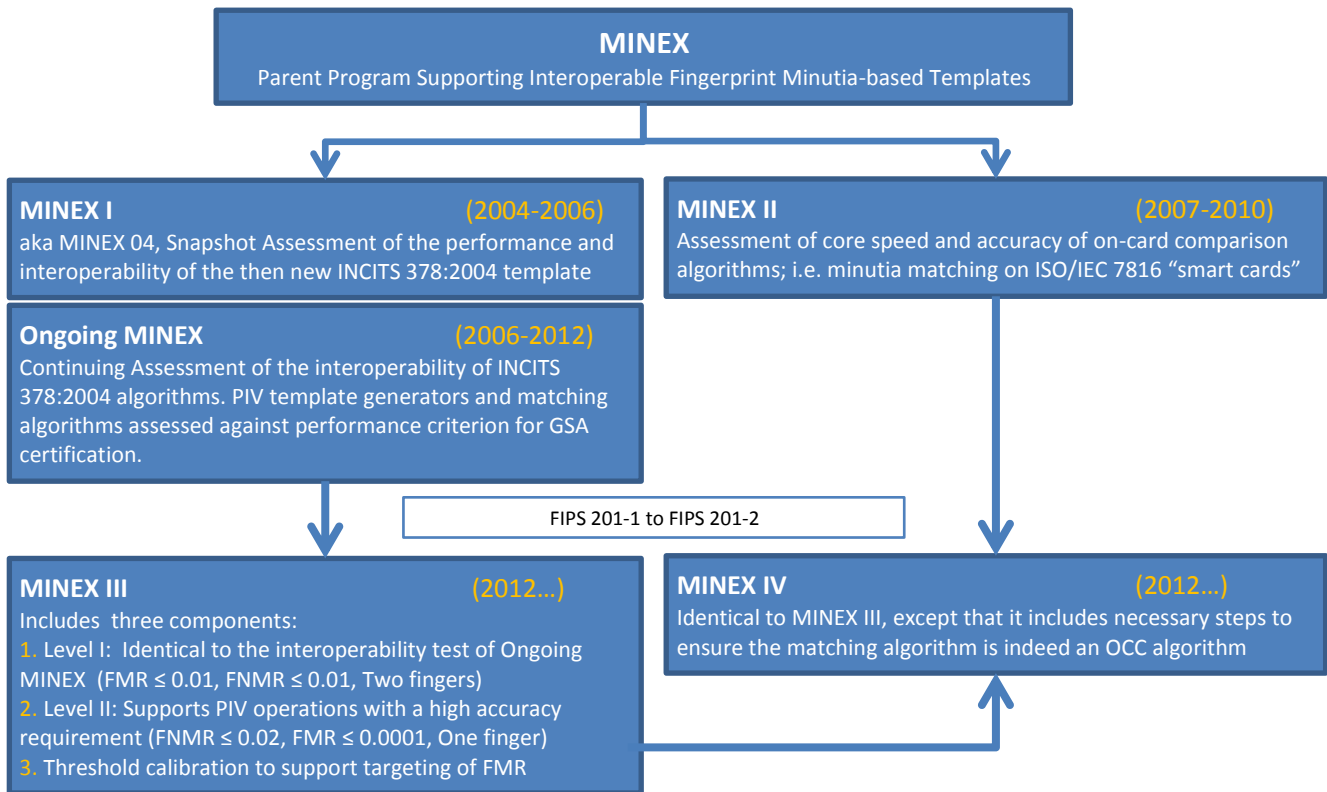 MINEX
Parent Program Supporting Interoperable Fingerprint Minutia-based Templates
MINEX I (2004-2006)
aka MINEX 04, Snapshot Assessment of the performance and
interoperability of the then new INCITS 378:2004 template
MINEX II (2007-2010)
Assessment of core speed and accuracy of on-card comparison
algorithms; i.e. minutia matching on ISO/IEC 7816 “smart cards”
Ongoing MINEX (2006-2012)
Continuing Assessment of the interoperability of INCITS
378:2004 algorithms. PIV template generators and matching
algorithms assessed against performance criterion for GSA
certification.
FIPS 201-1 to FIPS 201-2
MINEX III (2012…)
Includes three components:
1. Level I: Identical to the interoperability test of Ongoing
MINEX (FMR ≤ 0.01, FNMR ≤ 0.01, Two fingers)
2. Level II: Supports PIV operations with a high accuracy
requirement (FNMR ≤ 0.02, FMR ≤ 0.0001, One finger)
3. Threshold calibration to support targeting of FMR
MINEX IV (2012…)
Identical to MINEX III, except that it includes necessary steps to
ensure the matching algorithm is indeed an OCC algorithm